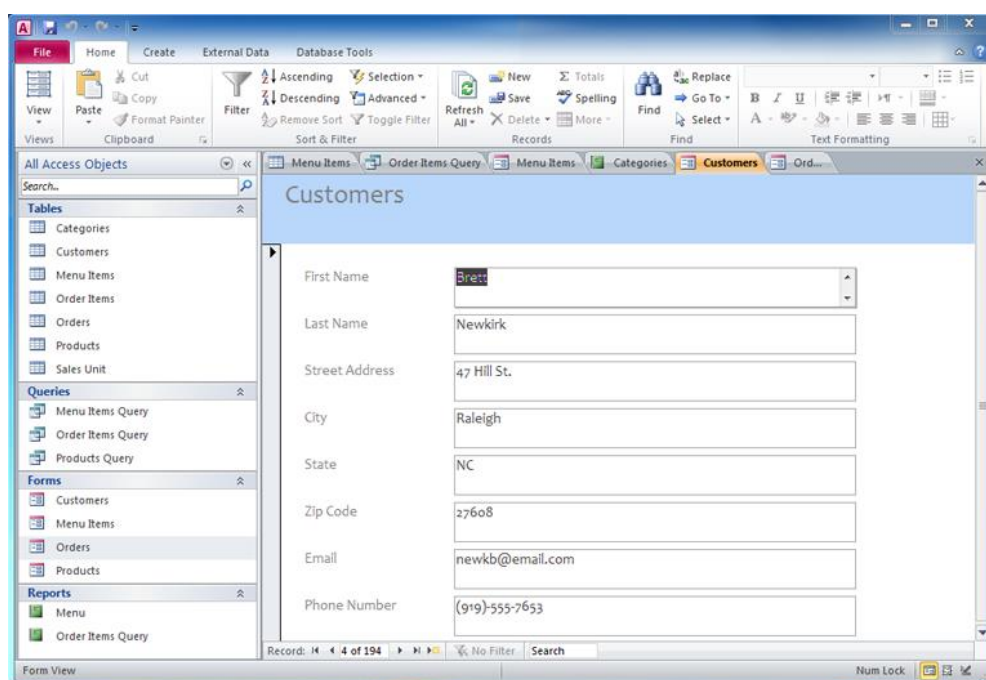 File Home Create External Data Database Tools
View
Views
Paste
Cut
Copy
Format Painter
Clipboard
Filter
Ascending
Descending
Remove Sort
Selection
Advanced
Toggle Filter
Sort & Filter
Refresh All
New
Save
Delete
Totals
Spelling
More
Records
Find
Replace
Go To
Select
Find
B I U
A
Text Formatting
All Access Objects
Search..
Tables
Categories
Customers
Menu Items
Order Items
Orders
Products
Sales Unit
Queries
Menu Items Query
Order Items Query
Products Query
Forms
Customers
Menu Items
Orders
Products
Reports
Menu
Order Items Query
Menu Items Order Items Query Menu Items Categories Customers Ord...
Customers
First Name Brett
Last Name Newkirk
Street Address 47 Hill St.
City Raleigh
State NC
Zip Code 27608
Email newkb@email.com
Phone Number (919)-555-7653
Record: 4 of 194 No Filter Search
Form View Num Lock